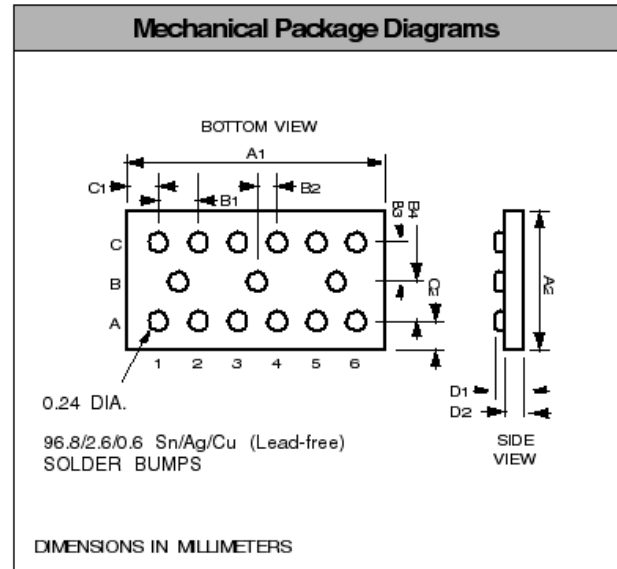 Mechanical Package Diagrams
BOTTOM VIEW
A1
C1
B1
B2
B3
B4
C
B
A
C2
A2
1 2 3 4 5 6
D1
D2
0.24 DIA.
SIDE
VIEW
96.8/2.6/0.6 Sn/Ag/Cu (Lead-free)
SOLDER BUMPS
DIMENSIONS IN MILLIMETERS